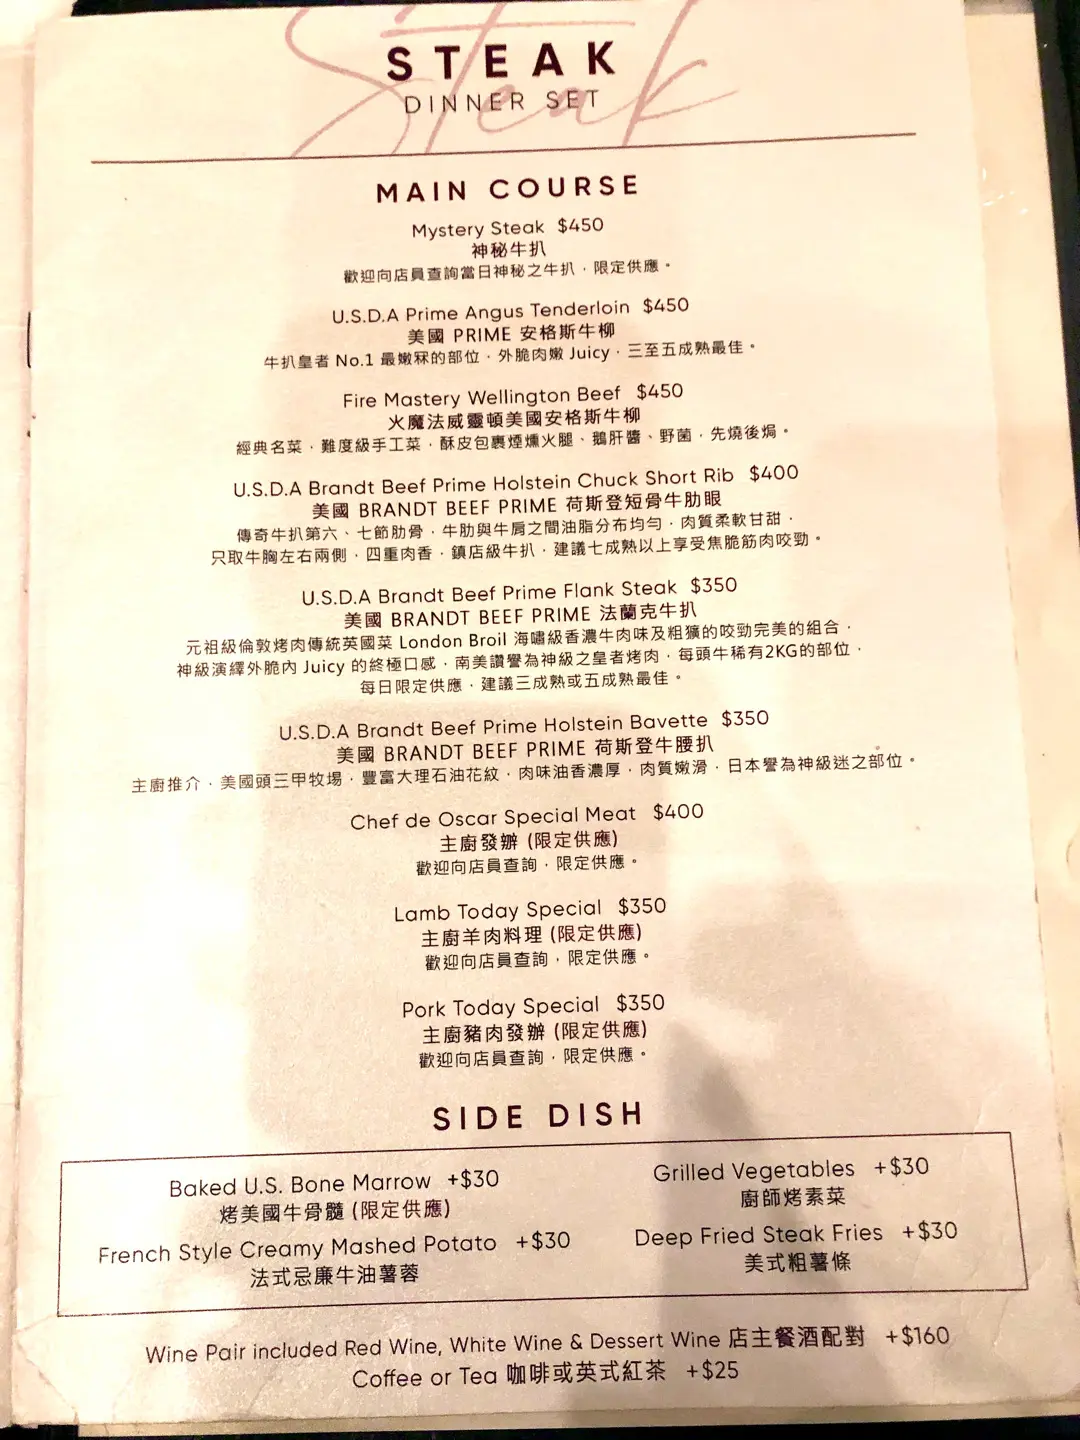 Steak
STEAK
DINNER SET
MAIN COURSE
Mystery Steak $450
神秘牛扒
歡迎向店員查詢當日神秘之牛扒，限定供應。
U.S.D.A Prime Angus Tenderloin $450
美國 PRIME 安格斯牛柳
牛扒皇者 No.1 最嫩冧的部位，外脆肉嫩 Juicy，三至五成熟最佳。
Fire Mastery Wellington Beef $450
火魔法威靈頓美國安格斯牛柳
經典名菜，難度級手工菜，酥皮包裹煙燻火腿、鵝肝醬、野菌，先燒後焗。
U.S.D.A Brandt Beef Prime Holstein Chuck Short Rib $400
美國 BRANDT BEEF PRIME 荷斯登短骨牛肋眼
傳奇牛扒第六、七節肋骨，牛肋與牛肩之間油脂分布均勻，肉質柔軟甘甜，
只取牛胸左右兩側，四重肉香，鎮店級牛扒，建議七成熟以上享受焦脆筋肉咬勁。
U.S.D.A Brandt Beef Prime Flank Steak $350
美國 BRANDT BEEF PRIME 法蘭克牛扒
元祖級倫敦烤肉傳統英國菜 London Broil 海嘯級香濃牛肉味及粗獷的咬勁完美的組合，
神級演繹外脆內 Juicy 的終極口感，南美讚譽為神級之皇者烤肉，每頭牛稀有2KG的部位，
每日限定供應，建議三成熟或五成熟最佳。
U.S.D.A Brandt Beef Prime Holstein Bavette $350
美國 BRANDT BEEF PRIME 荷斯登牛腰扒
主廚推介，美國頭三甲牧場，豐富大理石油花紋，肉味油香濃厚，肉質嫩滑，日本譽為神級迷之部位。
Chef de Oscar Special Meat $400
主廚發辦 (限定供應)
歡迎向店員查詢，限定供應。
Lamb Today Special $350
主廚羊肉料理 (限定供應)
歡迎向店員查詢，限定供應。
Pork Today Special $350
主廚豬肉發辦 (限定供應)
歡迎向店員查詢，限定供應。
SIDE DISH
Baked U.S. Bone Marrow +$30
烤美國牛骨髓 (限定供應)
French Style Creamy Mashed Potato +$30
法式忌廉牛油薯蓉
Grilled Vegetables +$30
廚師烤素菜
Deep Fried Steak Fries +$30
美式粗薯條
Wine Pair included Red Wine, White Wine & Dessert Wine 店主餐酒配對 +$160
Coffee or Tea 咖啡或英式紅茶 +$25